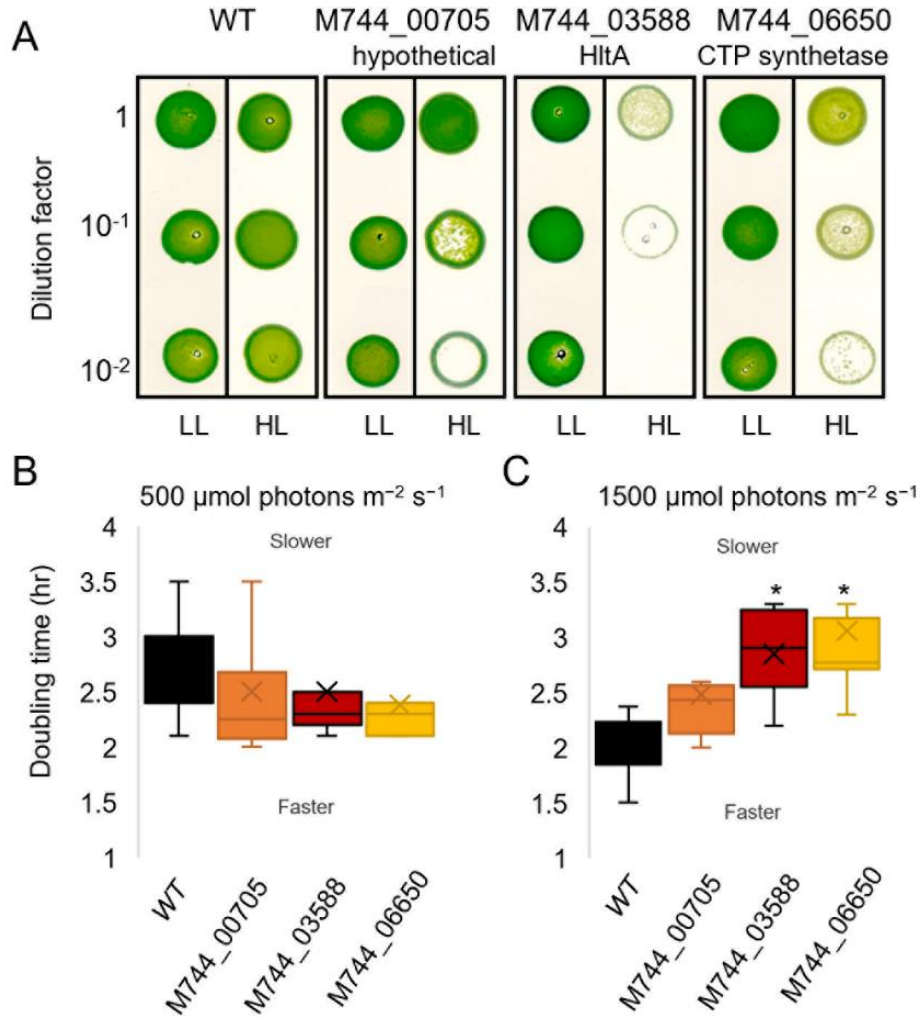 A
WT M744_00705 M744_03588 M744_06650
hypothetical HltA CTP synthetase
Dilution factor
1
10⁻¹
10⁻²
LL HL LL HL LL HL LL HL
B
500 µmol photons m⁻² s⁻¹
Doubling time (hr)
4
3.5
3
2.5
2
1.5
1
Slower
Faster
WT
M744_00705
M744_03588
M744_06650
C
1500 µmol photons m⁻² s⁻¹
4
3.5
3
2.5
2
1.5
1
Slower
* *
Faster
WT
M744_00705
M744_03588
M744_06650